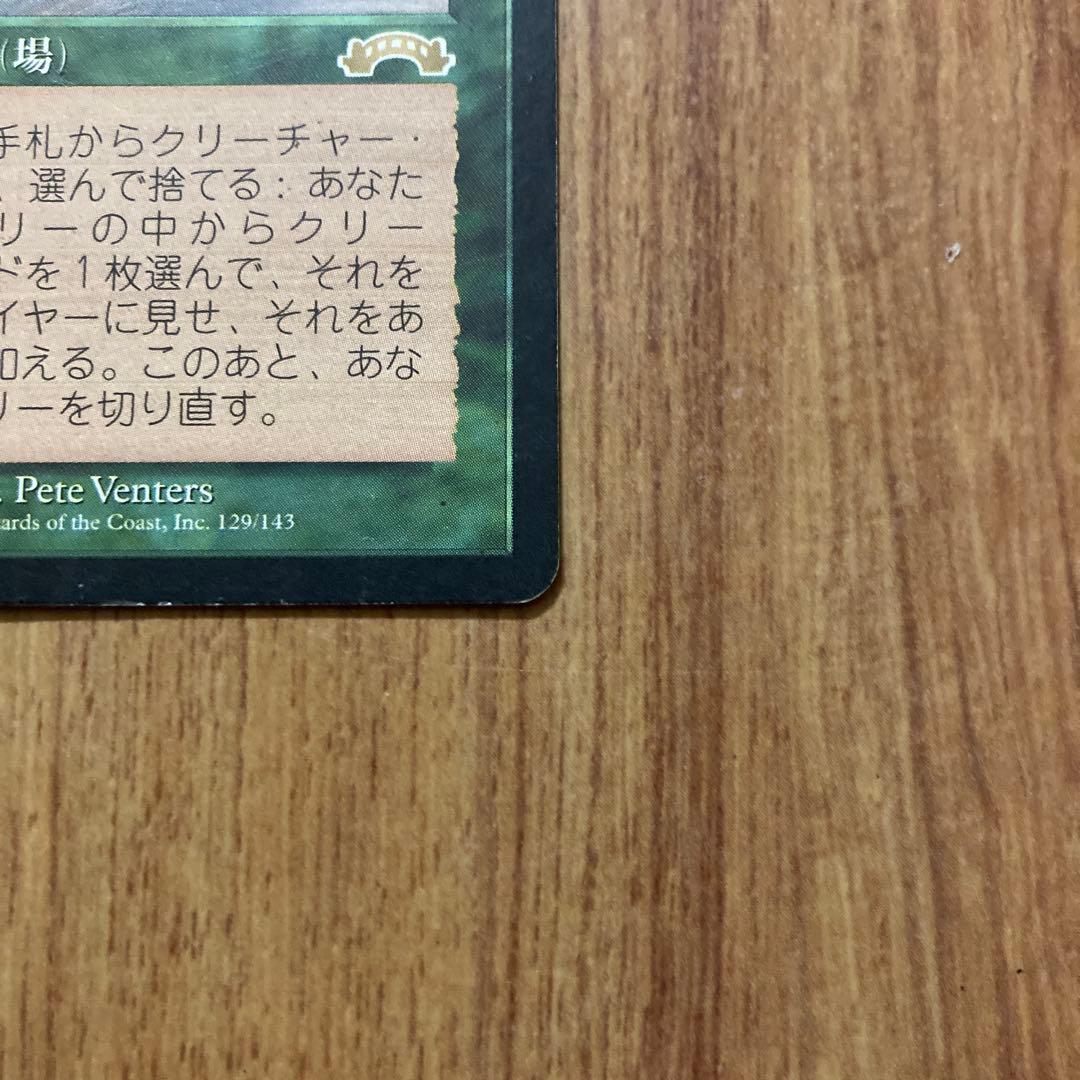 (場)
手札からクリーチャー・
、選んで捨てる：あなた
リーの中からクリー
ドを1枚選んで、それを
イヤーに見せ、それをあ
加える。このあと、あな
リーを切り直す。
. Pete Venters
ards of the Coast, Inc. 129/143